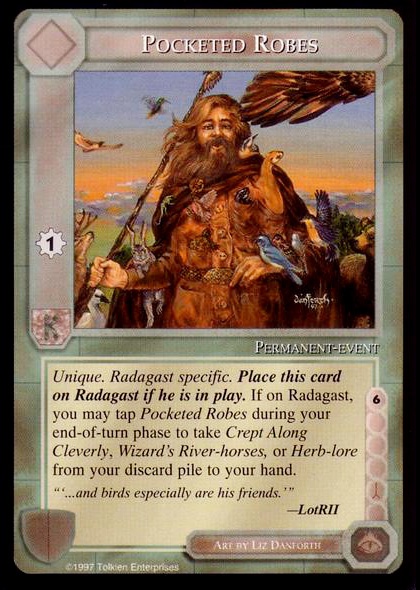 POCKETED ROBES
1
R
DANFORTH
'97
PERMANENT-EVENT
Unique. Radagast specific. Place this card
on Radagast if he is in play. If on Radagast,
you may tap Pocketed Robes during your
end-of-turn phase to take Crept Along
Cleverly, Wizard's River-horses, or Herb-lore
from your discard pile to your hand.
"‘...and birds especially are his friends.’"
—LotRII
6
ART BY LIZ DANFORTH
©1997 Tolkien Enterprises